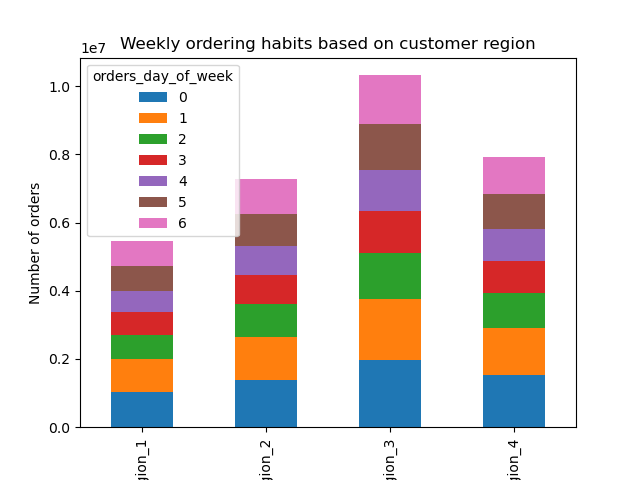 Weekly ordering habits based on customer region
1e7
orders_day_of_week
0
1
2
3
4
5
6
Number of orders
1.0
0.8
0.6
0.4
0.2
0.0
gion_1
gion_2
gion_3
gion_4